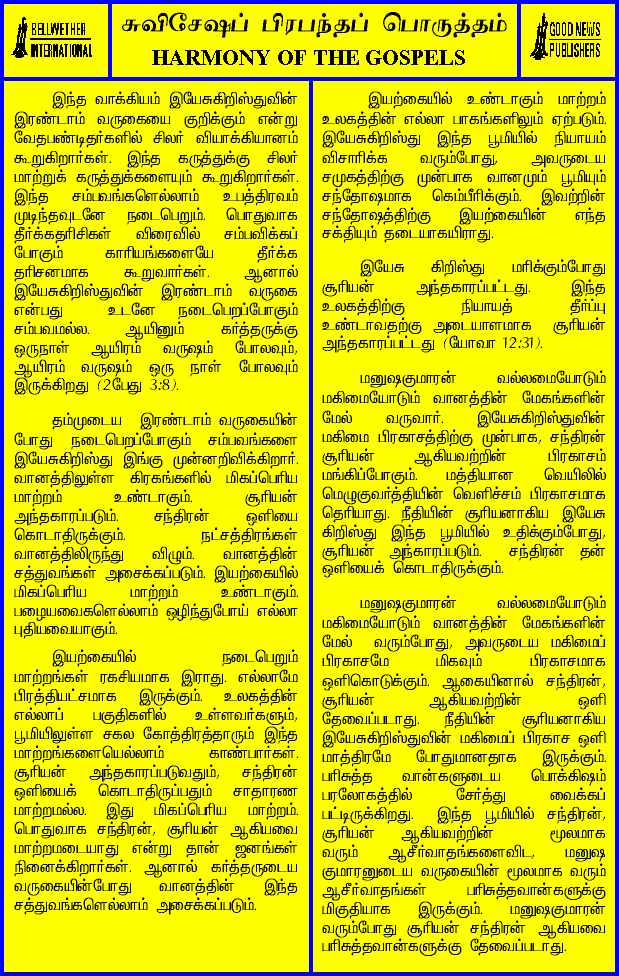 BELLWETHER
INTERNATIONAL
சுவிசேஷப் பிரபந்தப் பொருத்தம்
HARMONY OF THE GOSPELS
GOOD NEWS
PUBLISHERS
இந்த வாக்கியம் இயேசுகிறிஸ்துவின்
இரண்டாம் வருகையை குறிக்கும் என்று
வேதபண்டிதர்களில் சிலர் வியாக்கியானம்
கூறுகிறார்கள். இந்த கருத்துக்கு சிலர்
மாற்றுக் கருத்துக்களையும் கூறுகிறார்கள்.
இந்த சம்பவங்களெல்லாம் உபத்திரவம்
முடிந்தவுடனே நடைபெறும். பொதுவாக
தீர்க்கதரிசிகள் விரைவில் சம்பவிக்கப்
போகும் காரியங்களையே தீர்க்க
தரிசனமாக கூறுவார்கள். ஆனால்
இயேசுகிறிஸ்துவின் இரண்டாம் வருகை
என்பது உடனே நடைபெறப்போகும்
சம்பவமல்ல. ஆயினும் கர்த்தருக்கு
ஒருநாள் ஆயிரம் வருஷம் போலவும்,
ஆயிரம் வருஷம் ஒரு நாள் போலவும்
இருக்கிறது (2பேது 3:8).
தம்முடைய இரண்டாம் வருகையின்
போது நடைபெறப்போகும் சம்பவங்களை
இயேசுகிறிஸ்து இங்கு முன்னறிவிக்கிறார்.
வானத்திலுள்ள கிரகங்களில் மிகப்பெரிய
மாற்றம் உண்டாகும். சூரியன்
அந்தகாரப்படும். சந்திரன் ஒளியை
கொடாதிருக்கும். நட்சத்திரங்கள்
வானத்திலிருந்து விழும். வானத்தின்
சத்துவங்கள் அசைக்கப்படும். இயற்கையில்
மிகப்பெரிய மாற்றம் உண்டாகும்.
பழையவைகளெல்லாம் ஒழிந்துபோய் எல்லா
புதியவையாகும்.
இயற்கையில் நடைபெறும்
மாற்றங்கள் ரகசியமாக இராது. எல்லாமே
பிரத்தியட்சமாக இருக்கும். உலகத்தின்
எல்லாப் பகுதிகளில் உள்ளவர்களும்,
பூமியிலுள்ள சகல கோத்திரத்தாரும் இந்த
மாற்றங்களையெல்லாம் காண்பார்கள்.
சூரியன் அந்தகாரப்படுவதும், சந்திரன்
ஒளியைக் கொடாதிருப்பதும் சாதாரண
மாற்றமல்ல. இது மிகப்பெரிய மாற்றம்.
பொதுவாக சந்திரன், சூரியன் ஆகியவை
மாற்றமடையாது என்று தான் ஜனங்கள்
நினைக்கிறார்கள். ஆனால் கர்த்தருடைய
வருகையின்போது வானத்தின் இந்த
சத்துவங்களெல்லாம் அசைக்கப்படும்.
இயற்கையில் உண்டாகும் மாற்றம்
உலகத்தின் எல்லா பாகங்களிலும் ஏற்படும்.
இயேசுகிறிஸ்து இந்த பூமியில் நியாயம்
விசாரிக்க வரும்போது, அவருடைய
சமுகத்திற்கு முன்பாக வானமும் பூமியும்
சந்தோஷமாக கெம்பீரிக்கும். இவற்றின்
சந்தோஷத்திற்கு இயற்கையின் எந்த
சக்தியும் தடையாகயிராது.
இயேசு கிறிஸ்து மரிக்கும்போது
சூரியன் அந்தகாரப்பட்டது. இந்த
உலகத்திற்கு நியாயத் தீர்ப்பு
உண்டாவதற்கு அடையாளமாக சூரியன்
அந்தகாரப்பட்டது (யோவா 12:31).
மனுஷகுமாரன் வல்லமையோடும்
மகிமையோடும் வானத்தின் மேகங்களின்
மேல் வருவார். இயேசுகிறிஸ்துவின்
மகிமை பிரகாசத்திற்கு முன்பாக, சந்திரன்
சூரியன் ஆகியவற்றின் பிரகாசம்
மங்கிப்போகும். மத்தியான வெயிலில்
மெழுகுவர்த்தியின் வெளிச்சம் பிரகாசமாக
தெரியாது. நீதியின் சூரியனாகிய இயேசு
கிறிஸ்து இந்த பூமியில் உதிக்கும்போது,
சூரியன் அந்காரப்படும். சந்திரன் தன்
ஒளியைக் கொடாதிருக்கும்.
மனுஷகுமாரன் வல்லமையோடும்
மகிமையோடும் வானத்தின் மேகங்களின்
மேல் வரும்போது, அவருடைய மகிமைப்
பிரகாசமே மிகவும் பிரகாசமாக
ஒளிகொடுக்கும். ஆகையினால் சந்திரன்,
சூரியன் ஆகியவற்றின் ஒளி
தேவைப்படாது. நீதியின் சூரியனாகிய
இயேசுகிறிஸ்துவின் மகிமைப் பிரகாச ஒளி
மாத்திரமே போதுமானதாக இருக்கும்.
பரிசுத்த வான்களுடைய பொக்கிஷம்
பரலோகத்தில் சேர்த்து வைக்கப்
பட்டிருக்கிறது. இந்த பூமியில் சந்திரன்,
சூரியன் ஆகியவற்றின் மூலமாக
வரும் ஆசீர்வாதங்களைவிட, மனுஷ
குமாரனுடைய வருகையின் மூலமாக வரும்
ஆசீர்வாதங்கள் பரிசுத்தவான்களுக்கு
மிகுதியாக இருக்கும். மனுஷகுமாரன்
வரும்போது சூரியன் சந்திரன் ஆகியவை
பரிசுத்தவான்களுக்கு தேவைப்படாது.